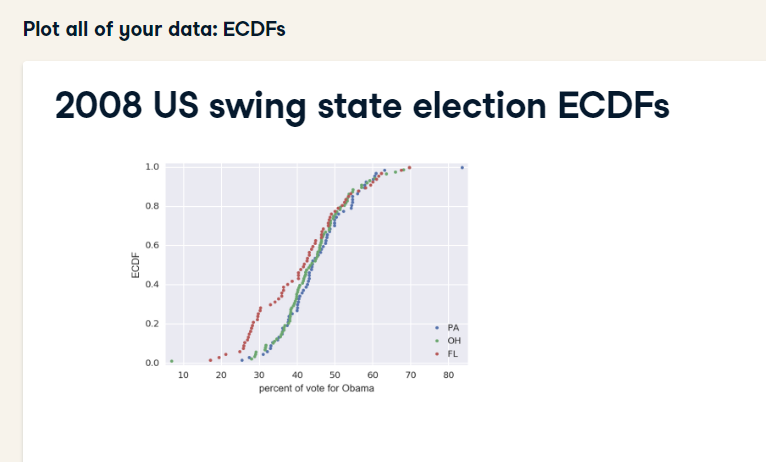 Plot all of your data: ECDFs
2008 US swing state election ECDFs
1.0
0.8
0.6
0.4
0.2
0.0
ECDF
PA
OH
FL
10 20 30 40 50 60 70 80
percent of vote for Obama